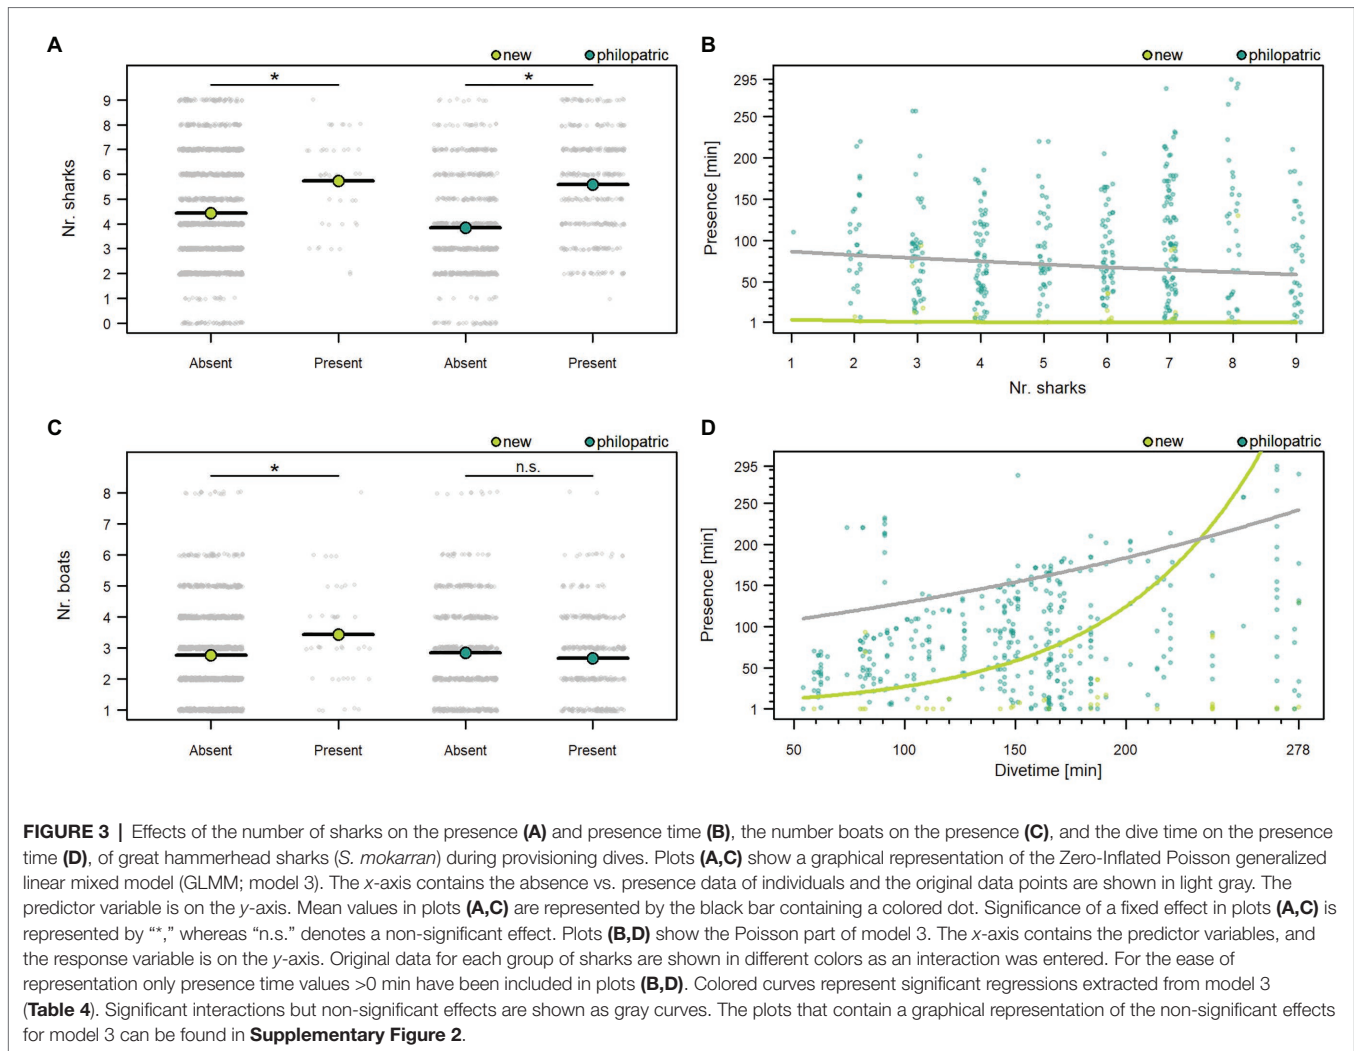 A
new philopatric
* *
Nr. sharks
9
8
7
6
5
4
3
2
1
0
Absent Present Absent Present
B
new philopatric
Presence [min]
295
250
200
150
100
50
1
1 2 3 4 5 6 7 8 9
Nr. sharks
C
new philopatric
* n.s.
Nr. boats
8
7
6
5
4
3
2
1
Absent Present Absent Present
D
new philopatric
Presence [min]
295
250
200
150
100
50
1
50 100 150 200 278
Divetime [min]
FIGURE 3 | Effects of the number of sharks on the presence (A) and presence time (B), the number boats on the presence (C), and the dive time on the presence
time (D), of great hammerhead sharks (S. mokarran) during provisioning dives. Plots (A,C) show a graphical representation of the Zero-Inflated Poisson generalized
linear mixed model (GLMM; model 3). The x-axis contains the absence vs. presence data of individuals and the original data points are shown in light gray. The
predictor variable is on the y-axis. Mean values in plots (A,C) are represented by the black bar containing a colored dot. Significance of a fixed effect in plots (A,C) is
represented by “*,” whereas “n.s.” denotes a non-significant effect. Plots (B,D) show the Poisson part of model 3. The x-axis contains the predictor variables, and
the response variable is on the y-axis. Original data for each group of sharks are shown in different colors as an interaction was entered. For the ease of
representation only presence time values >0 min have been included in plots (B,D). Colored curves represent significant regressions extracted from model 3
(Table 4). Significant interactions but non-significant effects are shown as gray curves. The plots that contain a graphical representation of the non-significant effects
for model 3 can be found in Supplementary Figure 2.